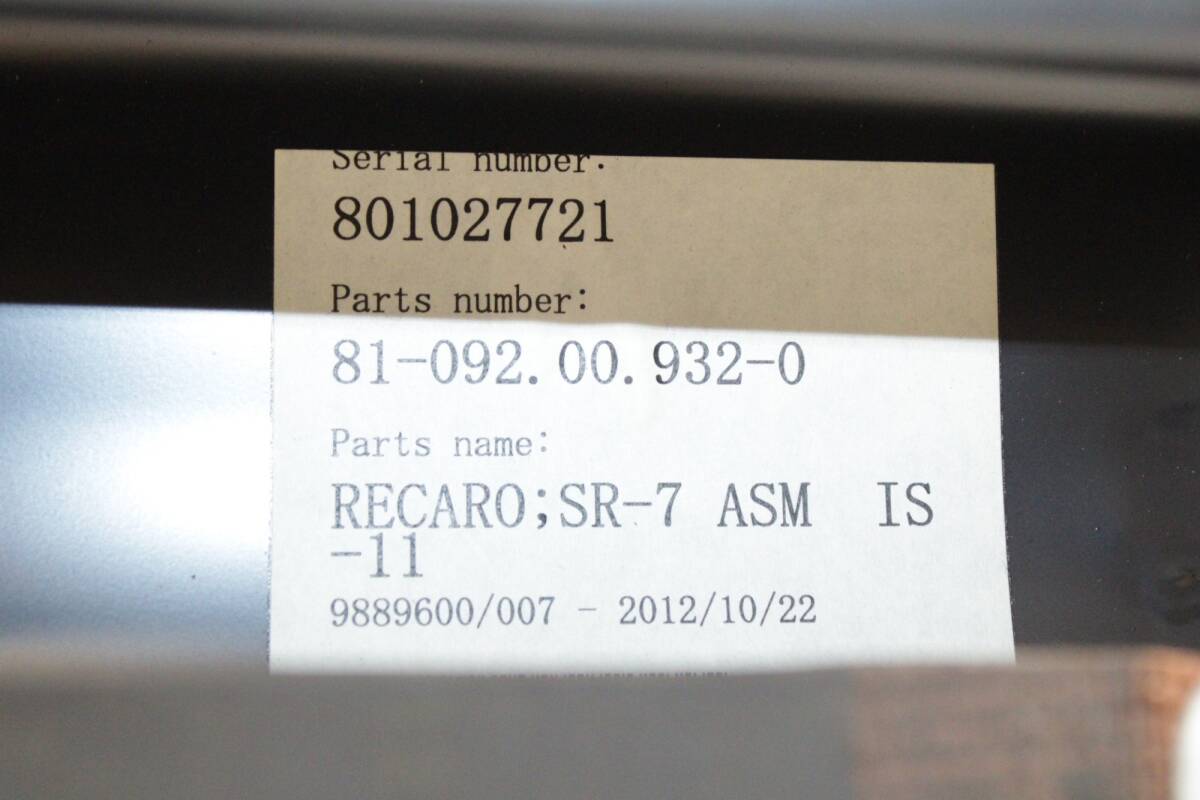 Serial number:
801027721
Parts number:
81-092.00.932-0
Parts name:
RECARO;SR-7 ASM  IS
-11
9889600/007 - 2012/10/22